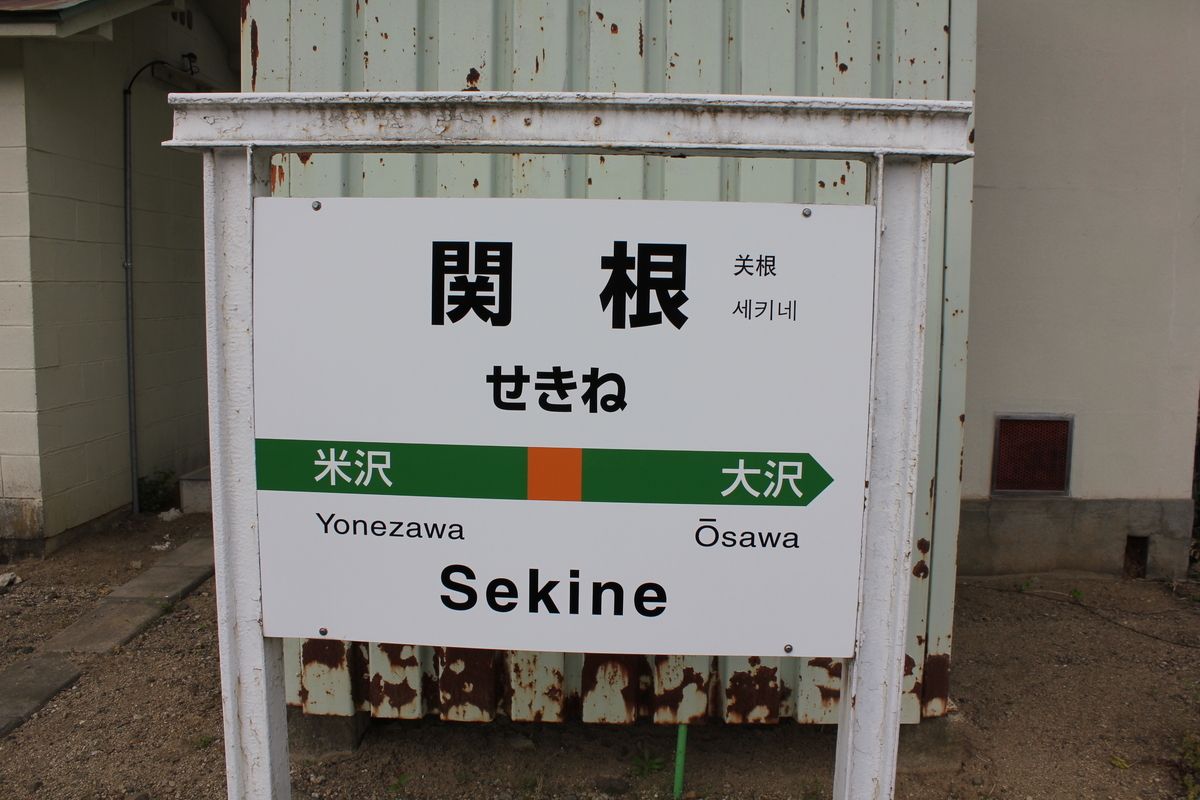 関根
关根
세키네
せきね
米沢 大沢
Yonezawa Ōsawa
Sekine